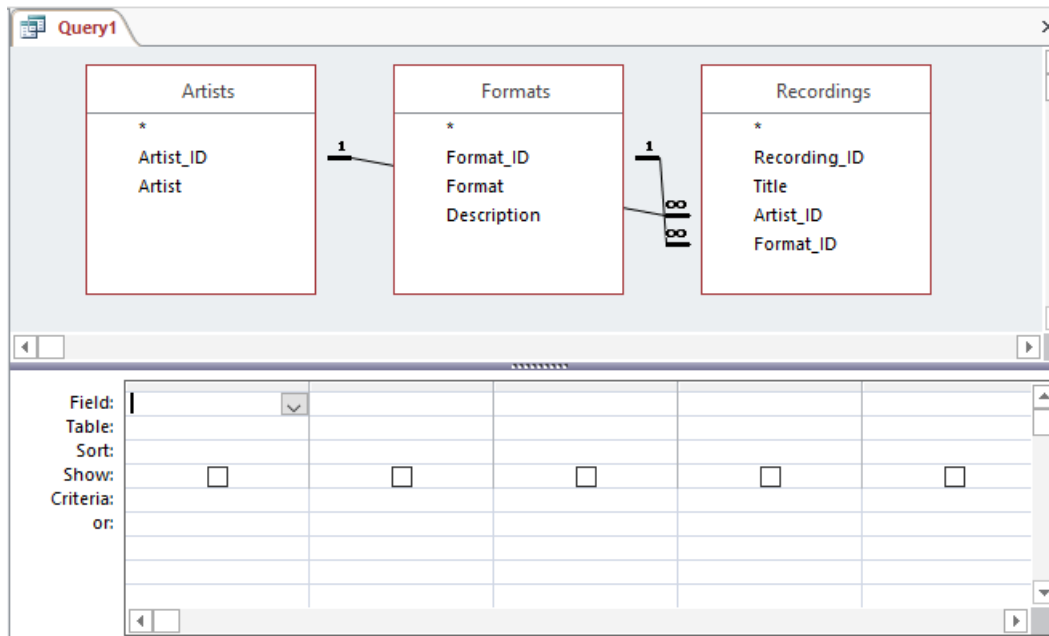 Query1
Artists Formats Recordings
* * *
Artist_ID 1 Format_ID 1 Recording_ID
Artist Format Title
Description ∞ Artist_ID
∞ Format_ID
Field:
Table:
Sort:
Show:
Criteria:
or: